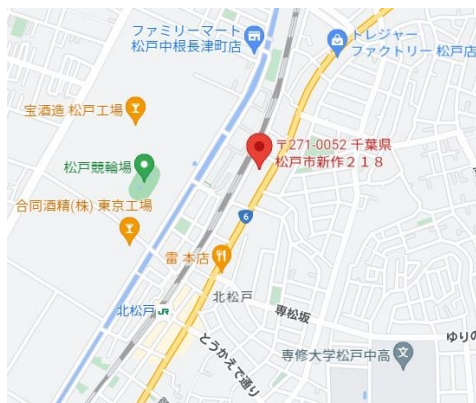 ファミリーマート
松戸中根長津町店
トレジャー
ファクトリー 松戸店
宝酒造 松戸工場
〒271-0052 千葉県
松戸市新作218
松戸競輪場
合同酒精(株) 東京工場
6
雷 本店
北松戸
北松戸 JR
専松坂
ゆりの
とうかえで通り
専修大学松戸中高
文